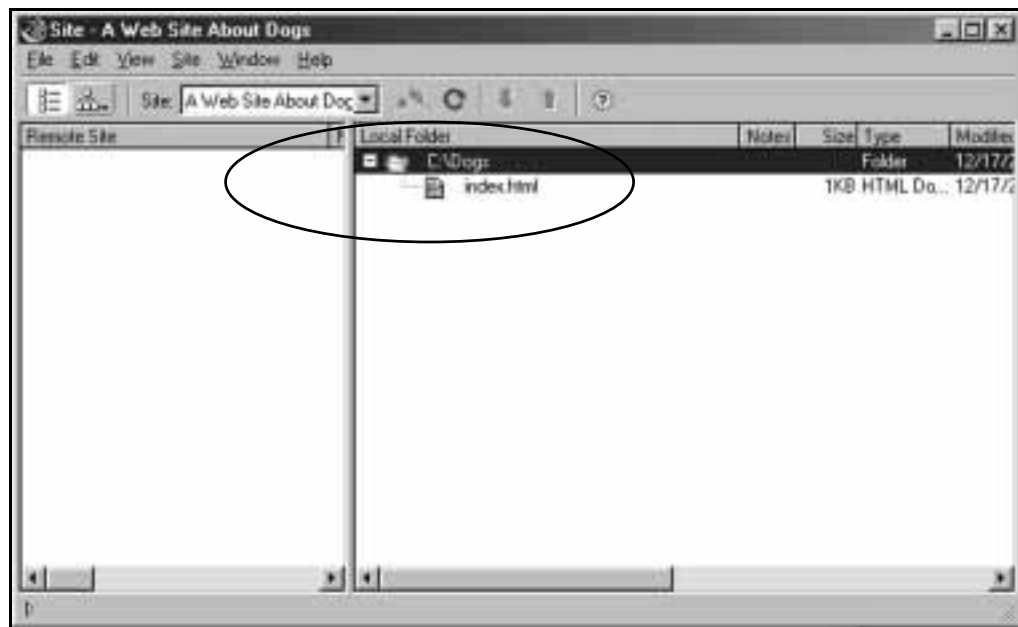 Site - A Web Site About Dogs
File Edit View Site Window Help
Site: A Web Site About Dog
Remote Site
Local Folder Notes Size Type Modified
C:\Dogs Folder 12/17/2
index.html 1KB HTML Do... 12/17/2